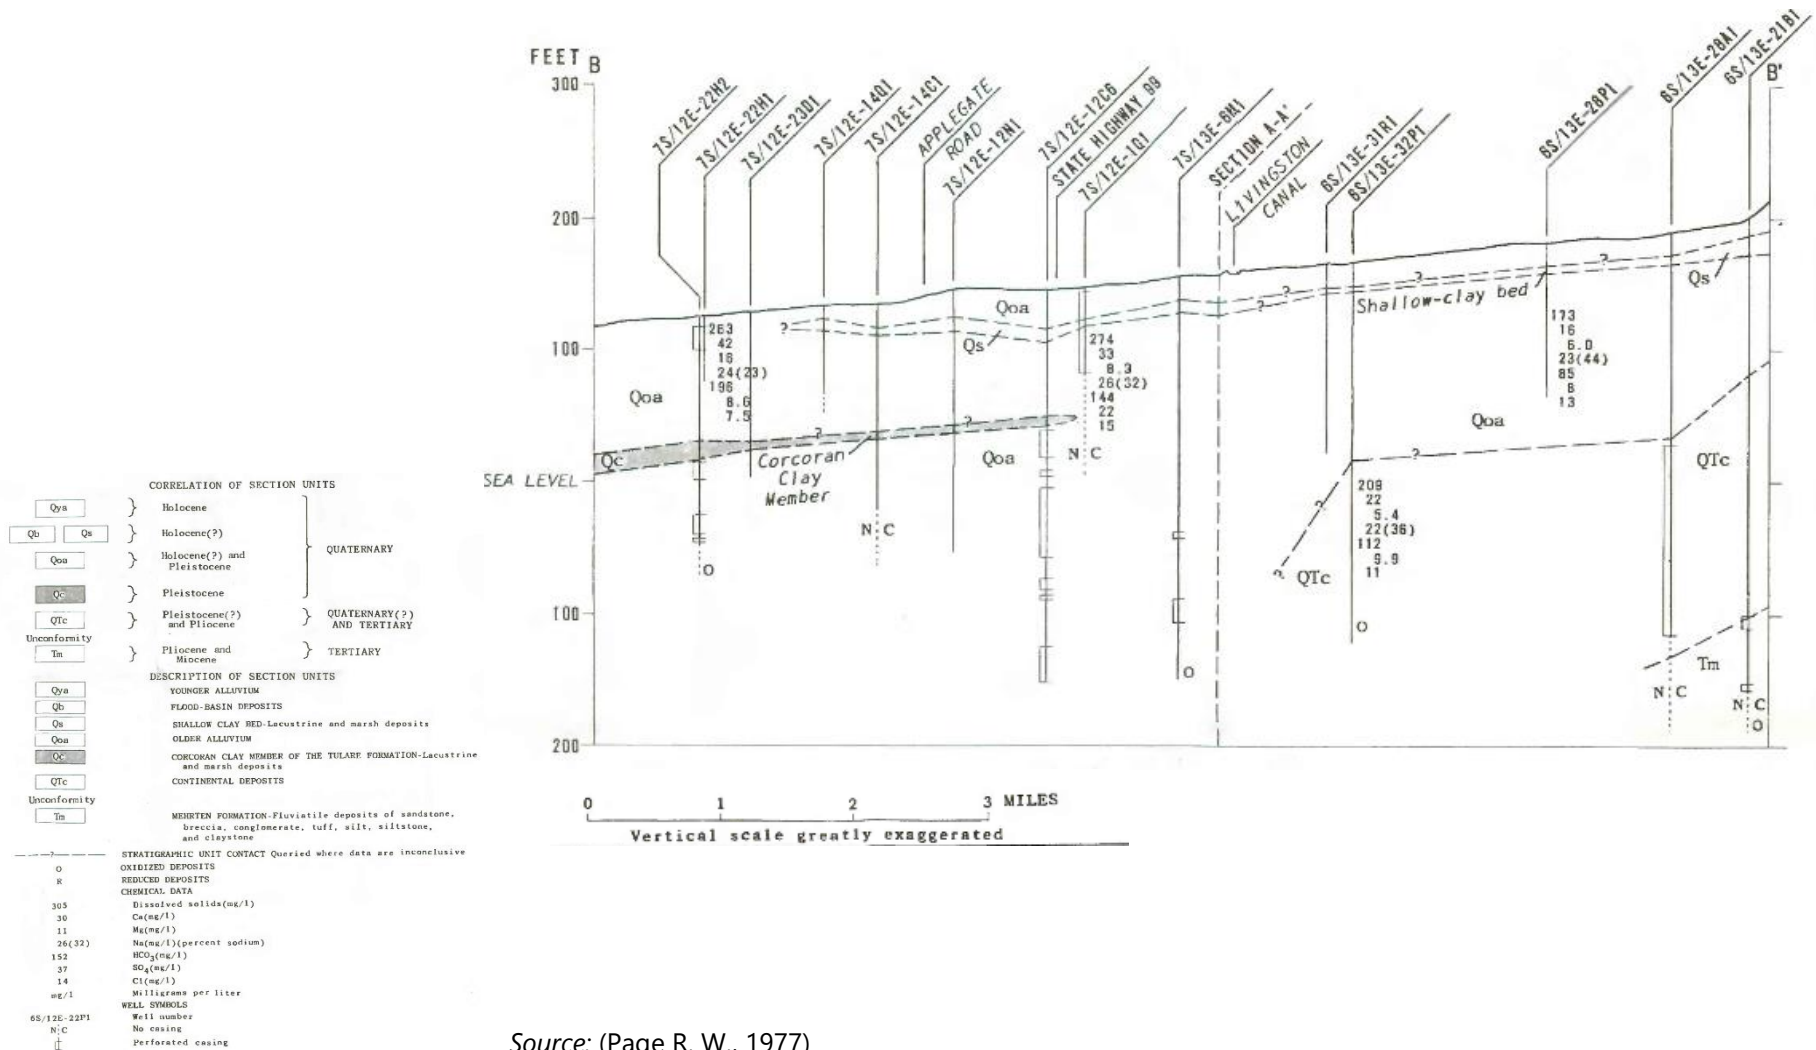 FEET B
300
200
100
SEA LEVEL
100
200
7S/12E-22H2
7S/12E-22H1
7S/12E-23D1
7S/12E-14Q1
7S/12E-14C1
APPLEGATE
ROAD
7S/12E-12N1
7S/12E-12C6
STATE HIGHWAY 99
7S/12E-1Q1
7S/13E-6M1
SECTION A-A'
LIVINGSTON
CANAL
6S/13E-31R1
6S/13E-32P1
6S/13E-28P1
6S/13E-28A1
6S/13E-21B1
B'
Qoa
Qs
?
?
?
?
?
Shallow-clay bed
?
?
Qs
263
42
16
24(23)
196
8.6
7.5
274
33
8.3
26(32)
144
22
15
173
16
6.0
23(44)
85
8
13
Qoa
Qoa
Qc
?
?
Corcoran
Clay
Member
Qoa
N C
N C
O
?
?
?
QTc
209
22
5.4
22(36)
112
9.9
11
O
O
QTc
Tm
N C
N C
O
0 1 2 3 MILES
Vertical scale greatly exaggerated
CORRELATION OF SECTION UNITS
Qya } Holocene
Qb Qs } Holocene(?)
Qoa } Holocene(?) and
Pleistocene
QUATERNARY
Qc } Pleistocene
QTc } Pleistocene(?)
and Pliocene
} QUATERNARY(?)
AND TERTIARY
Unconformity
Tm } Pliocene and
Miocene
} TERTIARY
DESCRIPTION OF SECTION UNITS
Qya YOUNGER ALLUVIUM
Qb FLOOD-BASIN DEPOSITS
Qs SHALLOW CLAY BED-Lacustrine and marsh deposits
Qoa OLDER ALLUVIUM
Qc CORCORAN CLAY MEMBER OF THE TULARE FORMATION-Lacustrine
and marsh deposits
QTc CONTINENTAL DEPOSITS
Unconformity
Tm MEHRTEN FORMATION-Fluviatile deposits of sandstone,
breccia, conglomerate, tuff, silt, siltstone,
and claystone
? STRATIGRAPHIC UNIT CONTACT Queried where data are inconclusive
O OXIDIZED DEPOSITS
R REDUCED DEPOSITS
CHEMICAL DATA
305 Dissolved solids(mg/l)
30 Ca(mg/l)
11 Mg(mg/l)
26(32) Na(mg/l)(percent sodium)
152 HCO3(mg/l)
37 SO4(mg/l)
14 Cl(mg/l)
mg/l Milligrams per liter
WELL SYMBOLS
6S/12E-22P1 Well number
N C No casing
Perforated casing
Source: (Page R. W., 1977)